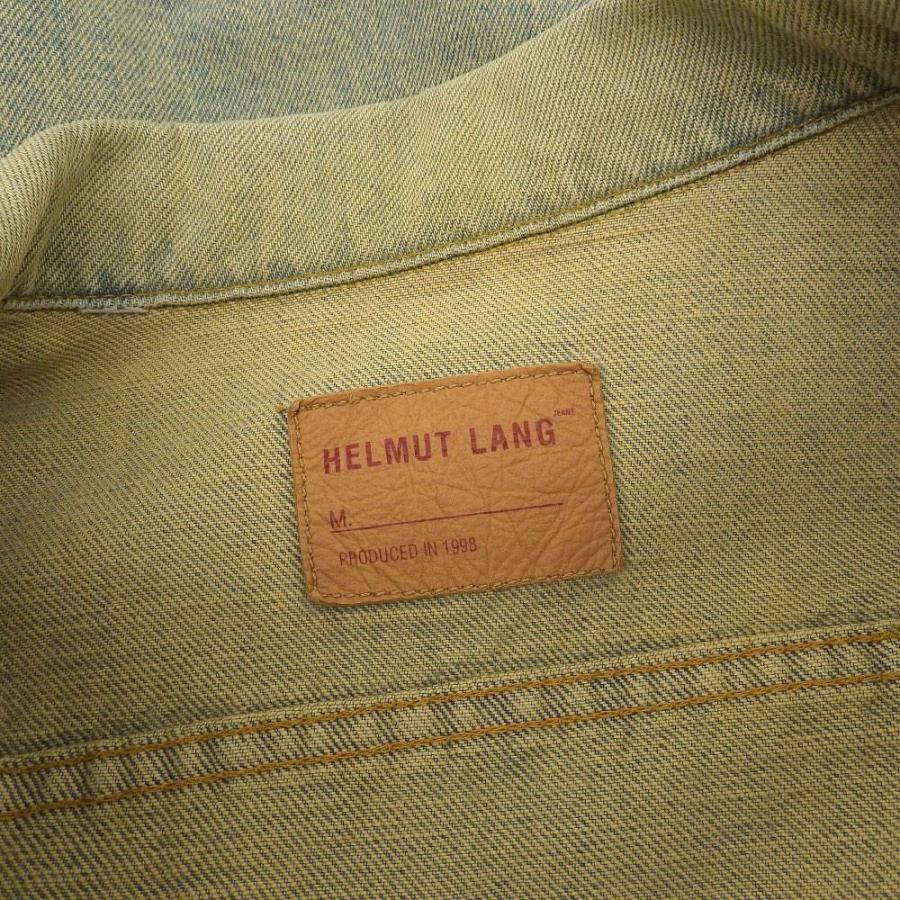 HELMUT LANG JEANS
M.
PRODUCED IN 1998